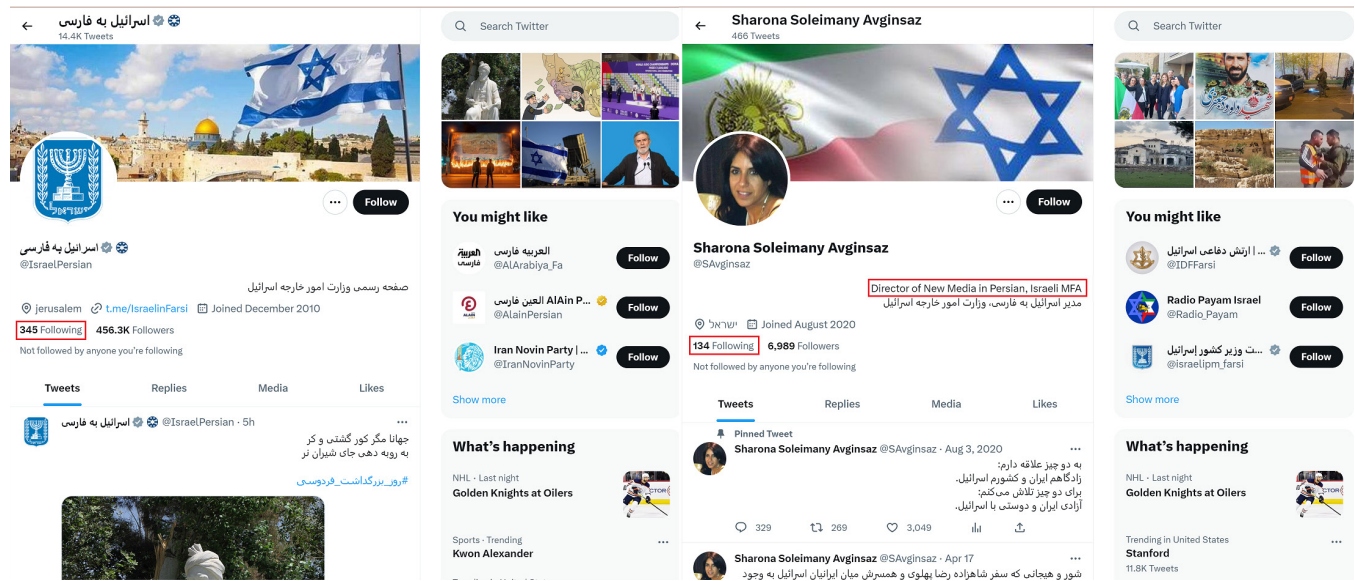 اسرائیل به فارسی
14.4K Tweets
Follow
اسرائیل به فارسی
@IsraelPersian
صفحه رسمی وزارت امور خارجه اسرائیل
jerusalem t.me/IsraelinFarsi Joined December 2010
345 Following 456.3K Followers
Not followed by anyone you're following
Tweets Replies Media Likes
اسرائیل به فارسی @IsraelPersian · 5h
جهانا مگر کور گشتی و کر
به روبه دهی جای شیران نر
#روز_بزرگداشت_فردوسی
Search Twitter
You might like
العربیه فارسی
@AlArabiya_Fa
Follow
العين فارسى AlAin P...
@AlainPersian
Follow
Iran Novin Party | ...
@IranNovinParty
Follow
Show more
What's happening
NHL · Last night
Golden Knights at Oilers
Sports · Trending
Kwon Alexander
Sharona Soleimany Avginsaz
466 Tweets
Follow
Sharona Soleimany Avginsaz
@SAvginsaz
Director of New Media in Persian, Israeli MFA
مدیر اسرائیل به فارسی، وزارت امور خارجه اسرائیل
ישראל Joined August 2020
134 Following 6,989 Followers
Not followed by anyone you're following
Tweets Replies Media Likes
Pinned Tweet
Sharona Soleimany Avginsaz @SAvginsaz · Aug 3, 2020
به دو چیز علاقه دارم:
زادگاهم ایران و کشورم اسرائیل.
برای دو چیز تلاش می‌کنم:
آزادی ایران و دوستی با اسرائیل.
329 269 3,049
Sharona Soleimany Avginsaz @SAvginsaz · Apr 17
شور و هیجانی که سفر شاهزاده رضا پهلوی و همسرش میان ایرانیان اسرائیل به وجود
Search Twitter
You might like
ارتش دفاعی اسرائیل | ...
@IDFFarsi
Follow
Radio Payam Israel
@Radio_Payam
Follow
...ت وزیر کشور إسرائیل
@israelipm_farsi
Follow
Show more
What's happening
NHL · Last night
Golden Knights at Oilers
Trending in United States
Stanford
11.8K Tweets